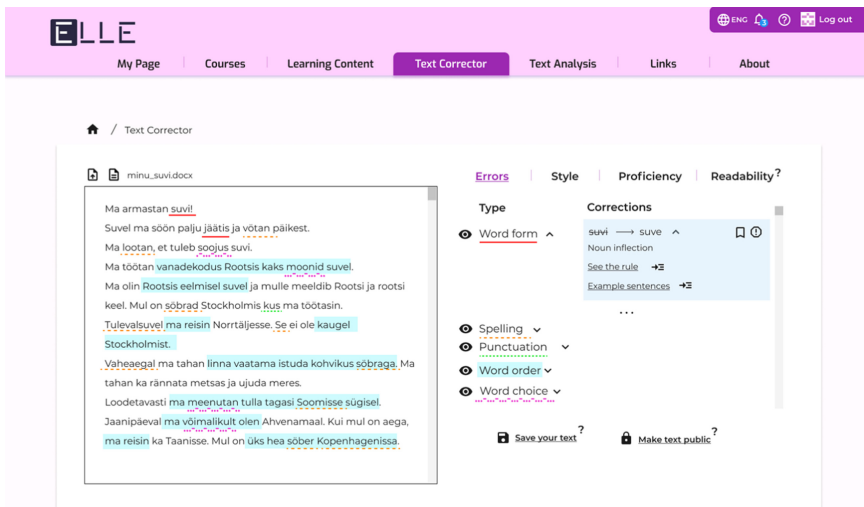 ELLE
ENG 3 ? Log out
My Page Courses Learning Content Text Corrector Text Analysis Links About
/ Text Corrector
minu_suvi.docx
Ma armastan suvi!
Suvel ma söön palju jäätis ja võtan päikest.
Ma lootan, et tuleb soojus suvi.
Ma töötan vanadekodus Rootsis kaks moonid suvel.
Ma olin Rootsis eelmisel suvel ja mulle meeldib Rootsi ja rootsi
keel. Mul on söbrad Stockholmis kus ma töötasin.
Tulevalsuvel ma reisin Norrtäljesse. Se ei ole kaugel
Stockholmist.
Vaheaegal ma tahan linna vaatama istuda kohvikus söbraga. Ma
tahan ka rännata metsas ja ujuda meres.
Loodetavasti ma meenutan tulla tagasi Soomisse sügisel.
Jaanipäeval ma võimalikult olen Ahvenamaal. Kui mul on aega,
ma reisin ka Taanisse. Mul on üks hea söber Kopenhagenissa.
Errors Style Proficiency Readability ?
Type Corrections
Word form suvi → suve
Noun inflection
See the rule
Example sentences
...
Spelling
Punctuation
Word order
Word choice
Save your text ? Make text public ?